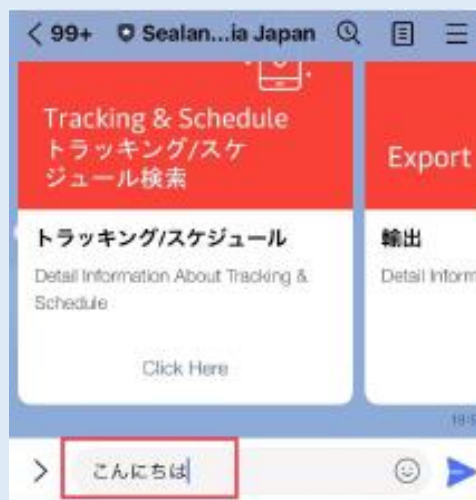 99+ Sealan...ia Japan
Tracking & Schedule
トラッキング/スケ
ジュール検索
Export
トラッキング/スケジュール
輸出
Detail Information About Tracking &
Schedule
Detail Inform
Click Here
こんにちは